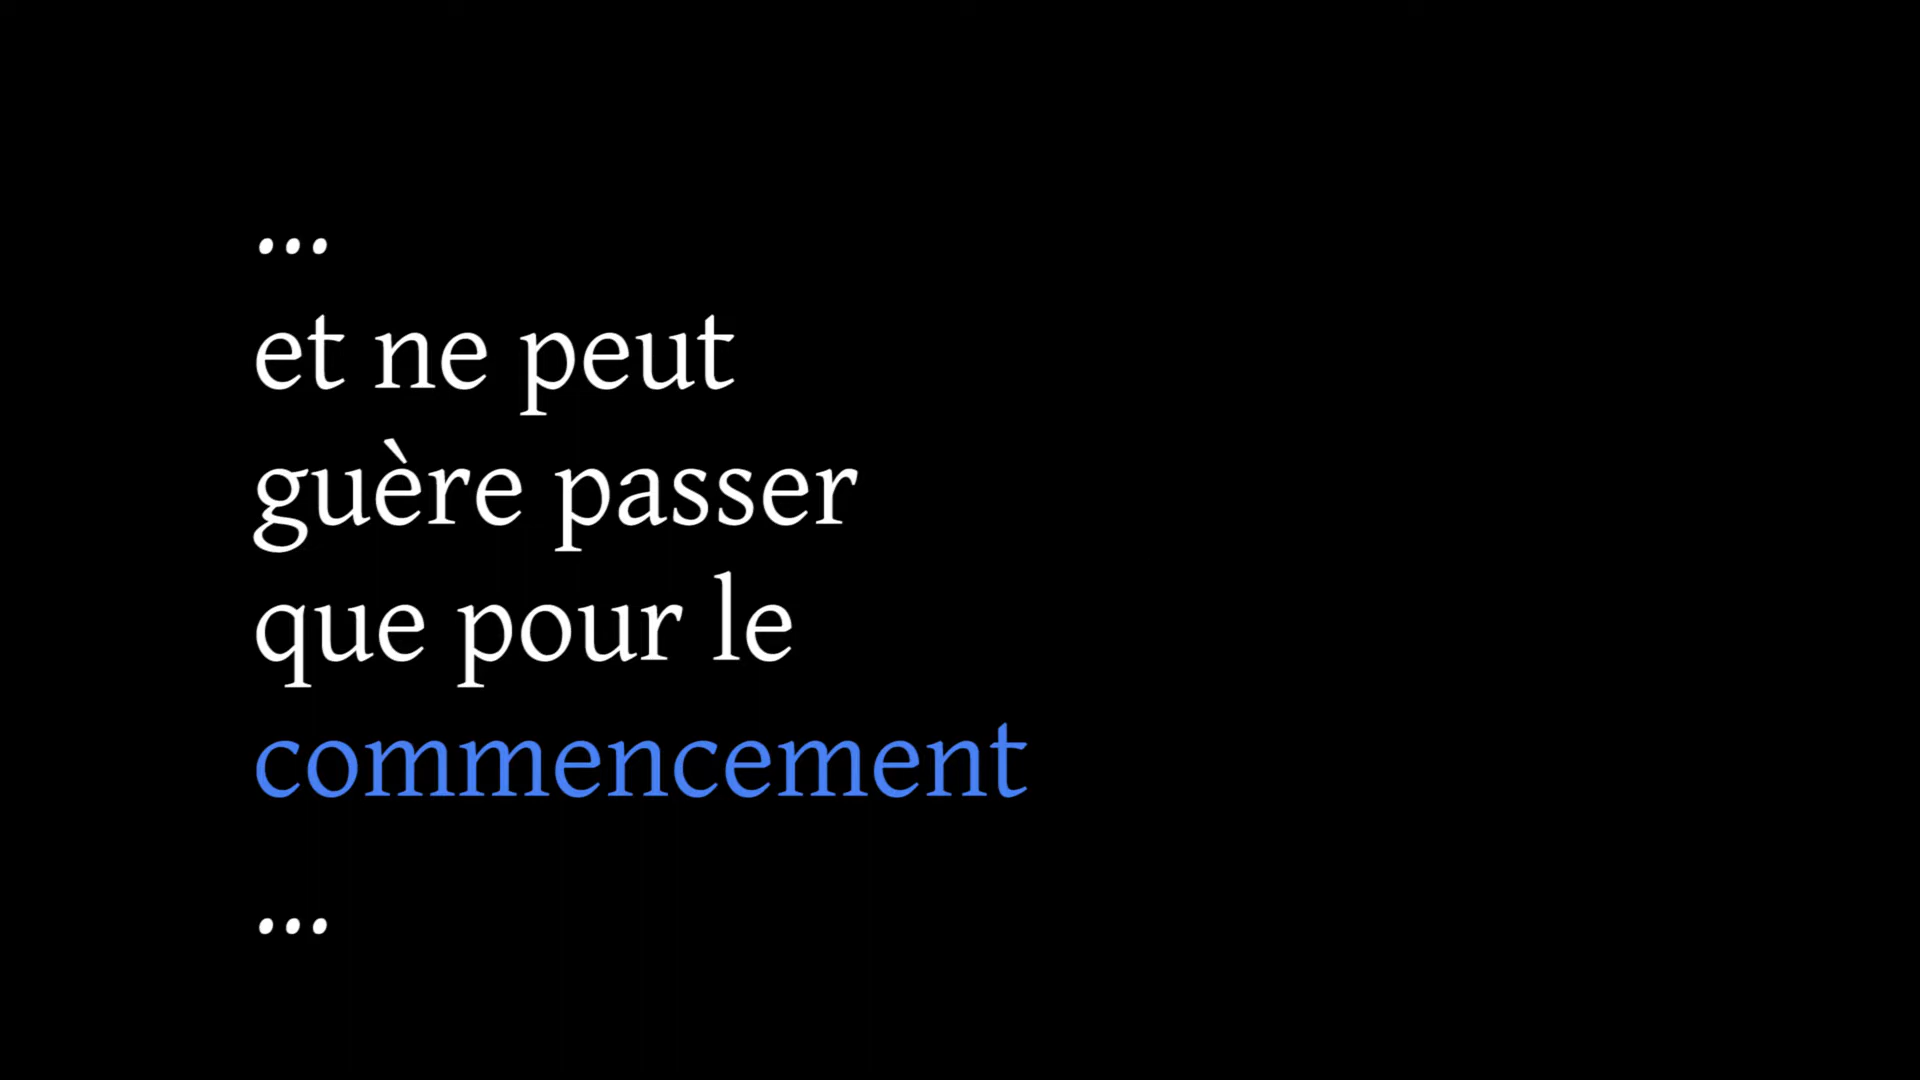 ...
et ne peut
guère passer
que pour le
commencement
...